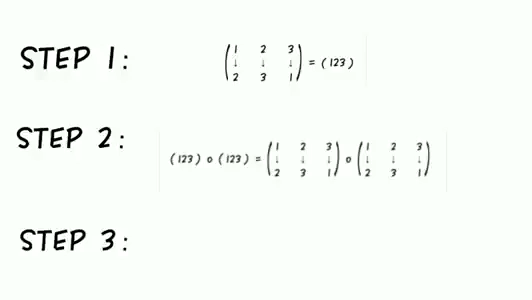 STEP 1:
( 1 2 3
↓ ↓ ↓
2 3 1 ) = (123)
STEP 2:
(123) o (123) = ( 1 2 3
↓ ↓ ↓
2 3 1 ) o ( 1 2 3
↓ ↓ ↓
2 3 1 )
STEP 3: